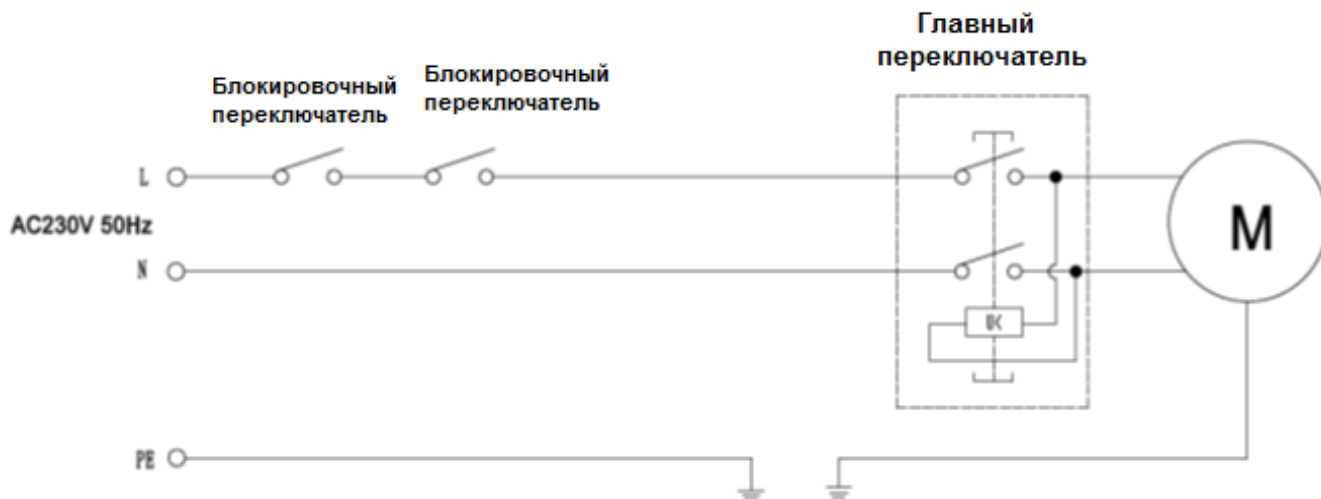 Главный
переключатель
Блокировочный
переключатель
Блокировочный
переключатель
L
AC230V 50Hz
N
M
PE